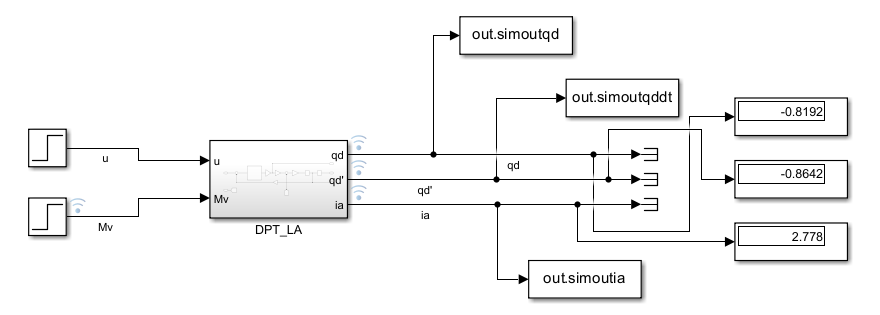 out.simoutqd
out.simoutqddt
-0.8192
u
u
qd
qd
-0.8642
qd'
qd'
Mv
Mv
ia
ia
DPT_LA
2.778
out.simoutia